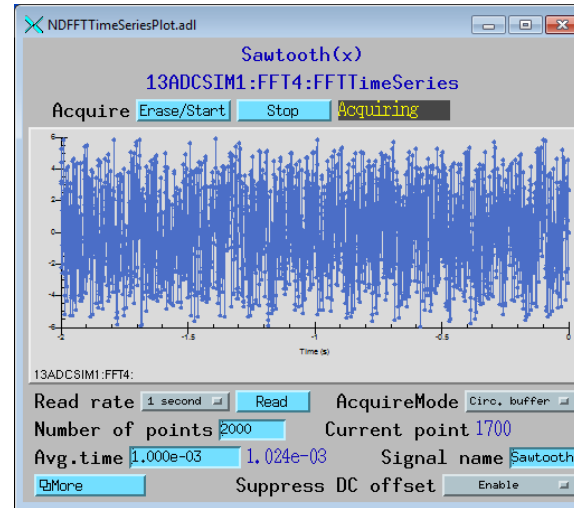 NDFFTTimeSeriesPlot.adl
Sawtooth(x)
13ADCSIM1:FFT4:FFTTimeSeries
Acquire Erase/Start Stop Acquiring
6
4
2
0
-2
-4
-6
-2 -1.5 -1 -0.5 0
Time (s)
13ADCSIM1:FFT4:
Read rate 1 second Read AcquireMode Circ. buffer
Number of points 2000 Current point 1700
Avg.time 1.000e-03 1.024e-03 Signal name Sawtooth
More Suppress DC offset Enable